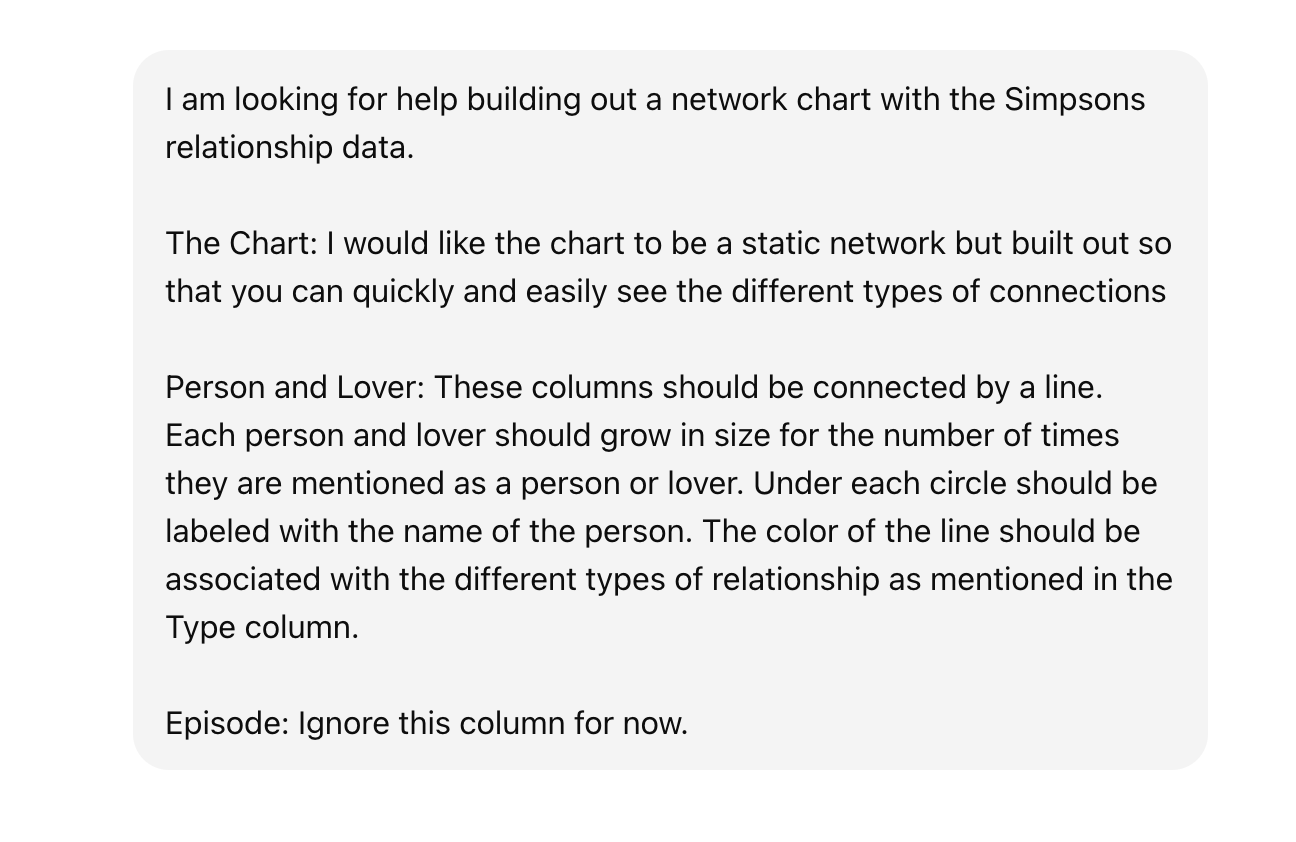 I am looking for help building out a network chart with the Simpsons
relationship data.
The Chart: I would like the chart to be a static network but built out so
that you can quickly and easily see the different types of connections
Person and Lover: These columns should be connected by a line.
Each person and lover should grow in size for the number of times
they are mentioned as a person or lover. Under each circle should be
labeled with the name of the person. The color of the line should be
associated with the different types of relationship as mentioned in the
Type column.
Episode: Ignore this column for now.